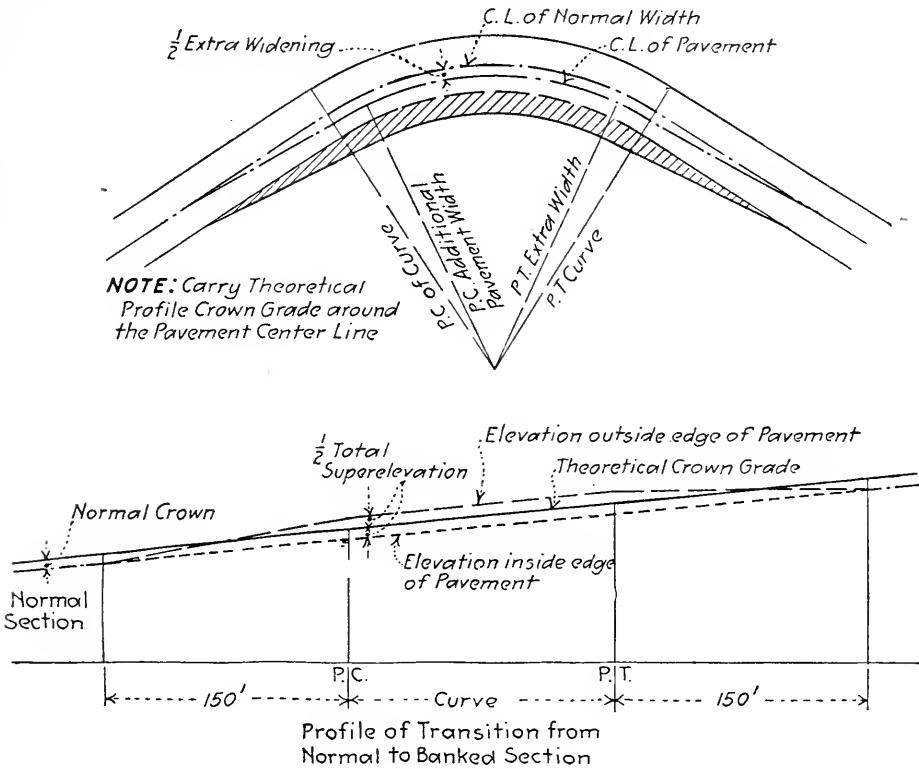 C.L. of Normal Width
1/2 Extra Widening
C.L. of Pavement
P.C. of Curve
P.C. Additional
Pavement Width
P.T. Extra Width
P.T Curve
NOTE: Carry Theoretical
Profile Crown Grade around
the Pavement Center Line
1/2 Total
Superelevation
Elevation outside edge of Pavement
Theoretical Crown Grade
Normal Crown
Elevation inside edge
of Pavement
Normal
Section
P.C.
P.T.
150'
Curve
150'
Profile of Transition from
Normal to Banked Section